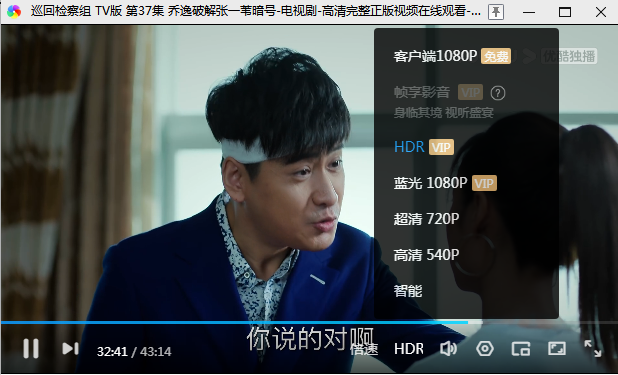 巡回检察组 TV版 第37集 乔逸破解张一苇暗号-电视剧-高清完整正版视频在线观看-...
客户端1080P 免费
优酷独播
帧享影音 VIP ?
身临其境 视听盛宴
HDR VIP
蓝光 1080P VIP
超清 720P
高清 540P
智能
你说的对啊
32:41 / 43:14
倍速 HDR